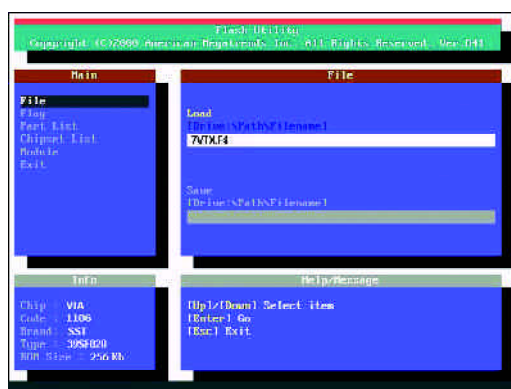 Flash Utility
Copyright (C)2000 American Megatrends Inc. All Rights Reserved. Ver
Main
File
Flag
Part List
Chipset List
Module
Exit
File
Load
[Drive:\Path\Filename]
7VTX.F4
Save
[Drive:\Path\Filename]
Info
Chip : VIA
Code : 1106
Brand: SST
Type : 39SF020
ROM Size : 256 Kb
Help/Message
[Up]/[Down] Select item
[Enter] Go
[Esc] Exit